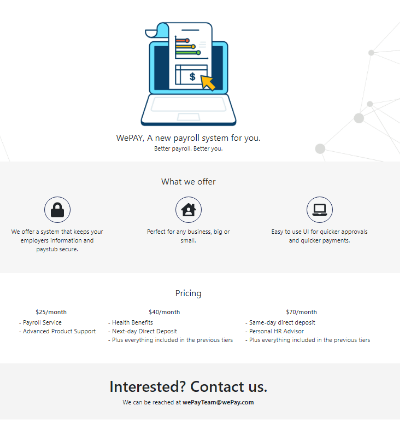 $
WePAY, A new payroll system for you.
Better payroll. Better you.
What we offer
We offer a system that keeps your
employers information and
paystub secure.
Perfect for any business, big or
small.
Easy to use UI for quicker approvals
and quicker payments.
Pricing
$25/month
- Payroll Service
- Advanced Product Support
$40/month
- Health Benefits
- Next-day Direct Deposit
- Plus everything included in the previous tiers
$70/month
- Same-day direct deposit
- Personal HR Advisor
- Plus everything included in the previous tiers
Interested? Contact us.
We can be reached at wePayTeam@wePay.com